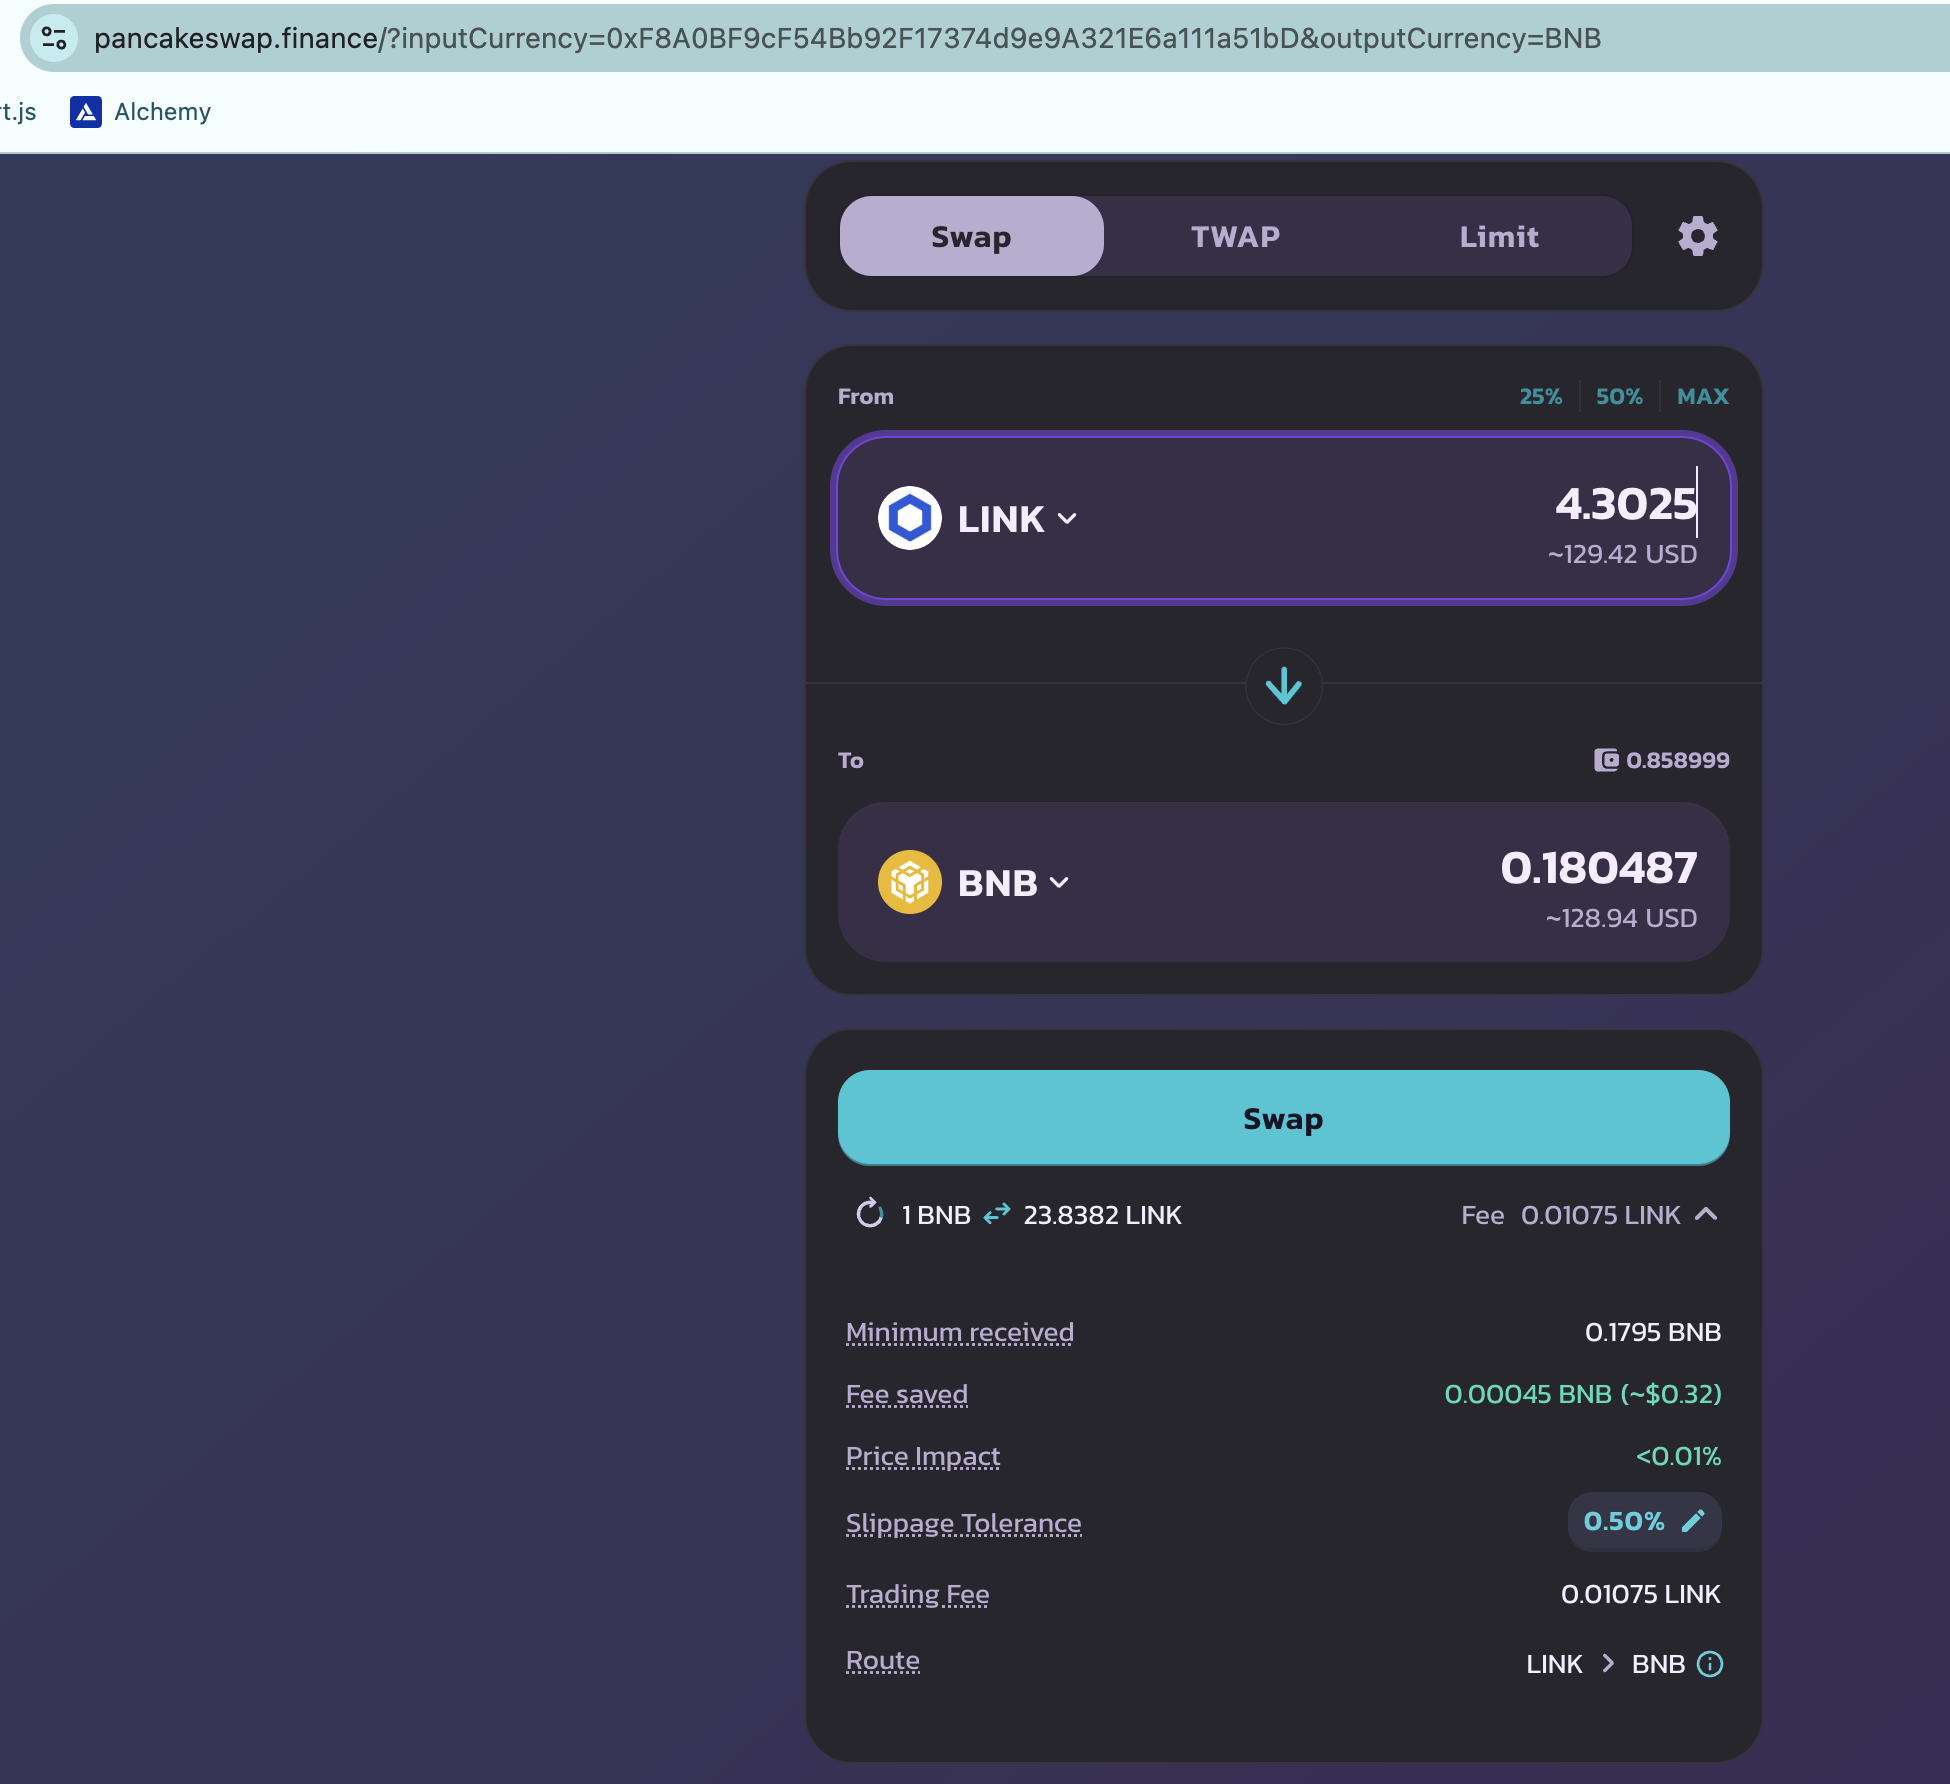 pancakeswap.finance/?inputCurrency=0xF8A0BF9cF54Bb92F17374d9e9A321E6a111a51bD&outputCurrency=BNB
t.js Alchemy
Swap TWAP Limit
From 25% 50% MAX
LINK 4.3025
~129.42 USD
To 0.858999
BNB 0.180487
~128.94 USD
Swap
1 BNB 23.8382 LINK Fee 0.01075 LINK
Minimum received 0.1795 BNB
Fee saved 0.00045 BNB (~$0.32)
Price Impact <0.01%
Slippage Tolerance 0.50%
Trading Fee 0.01075 LINK
Route LINK > BNB